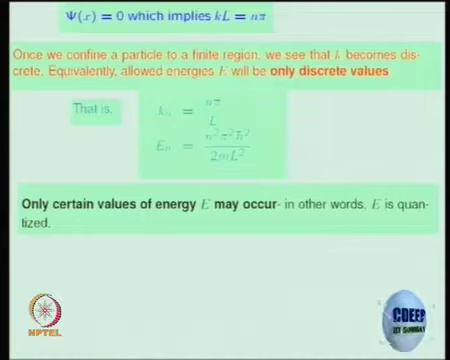 Ψ(x) = 0 which implies kL = nπ
Once we confine a particle to a finite region, we see that k becomes dis-
crete. Equivalently, allowed energies E will be only discrete values
That is,
kₙ = nπ / L
Eₙ = n²π²ħ² / 2mL²
Only certain values of energy E may occur- in other words, E is quan-
tized.
NPTEL
CDEEP
IIT BOMBAY